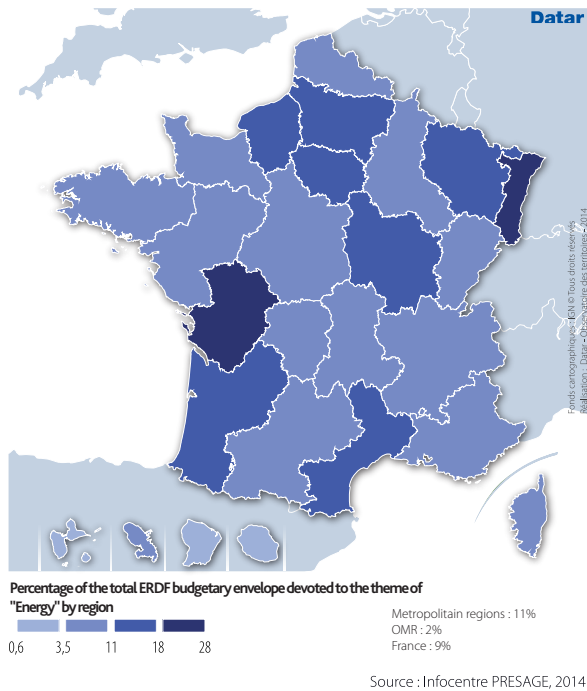 Datar
Fonds cartographiques IGN © Tous droits réservés
Réalisation : Datar - Observatoire des territoires - 2014
Percentage of the total ERDF budgetary envelope devoted to the theme of
"Energy" by region
0,6 3,5 11 18 28
Metropolitain regions : 11%
OMR : 2%
France : 9%
Source : Infocentre PRESAGE, 2014